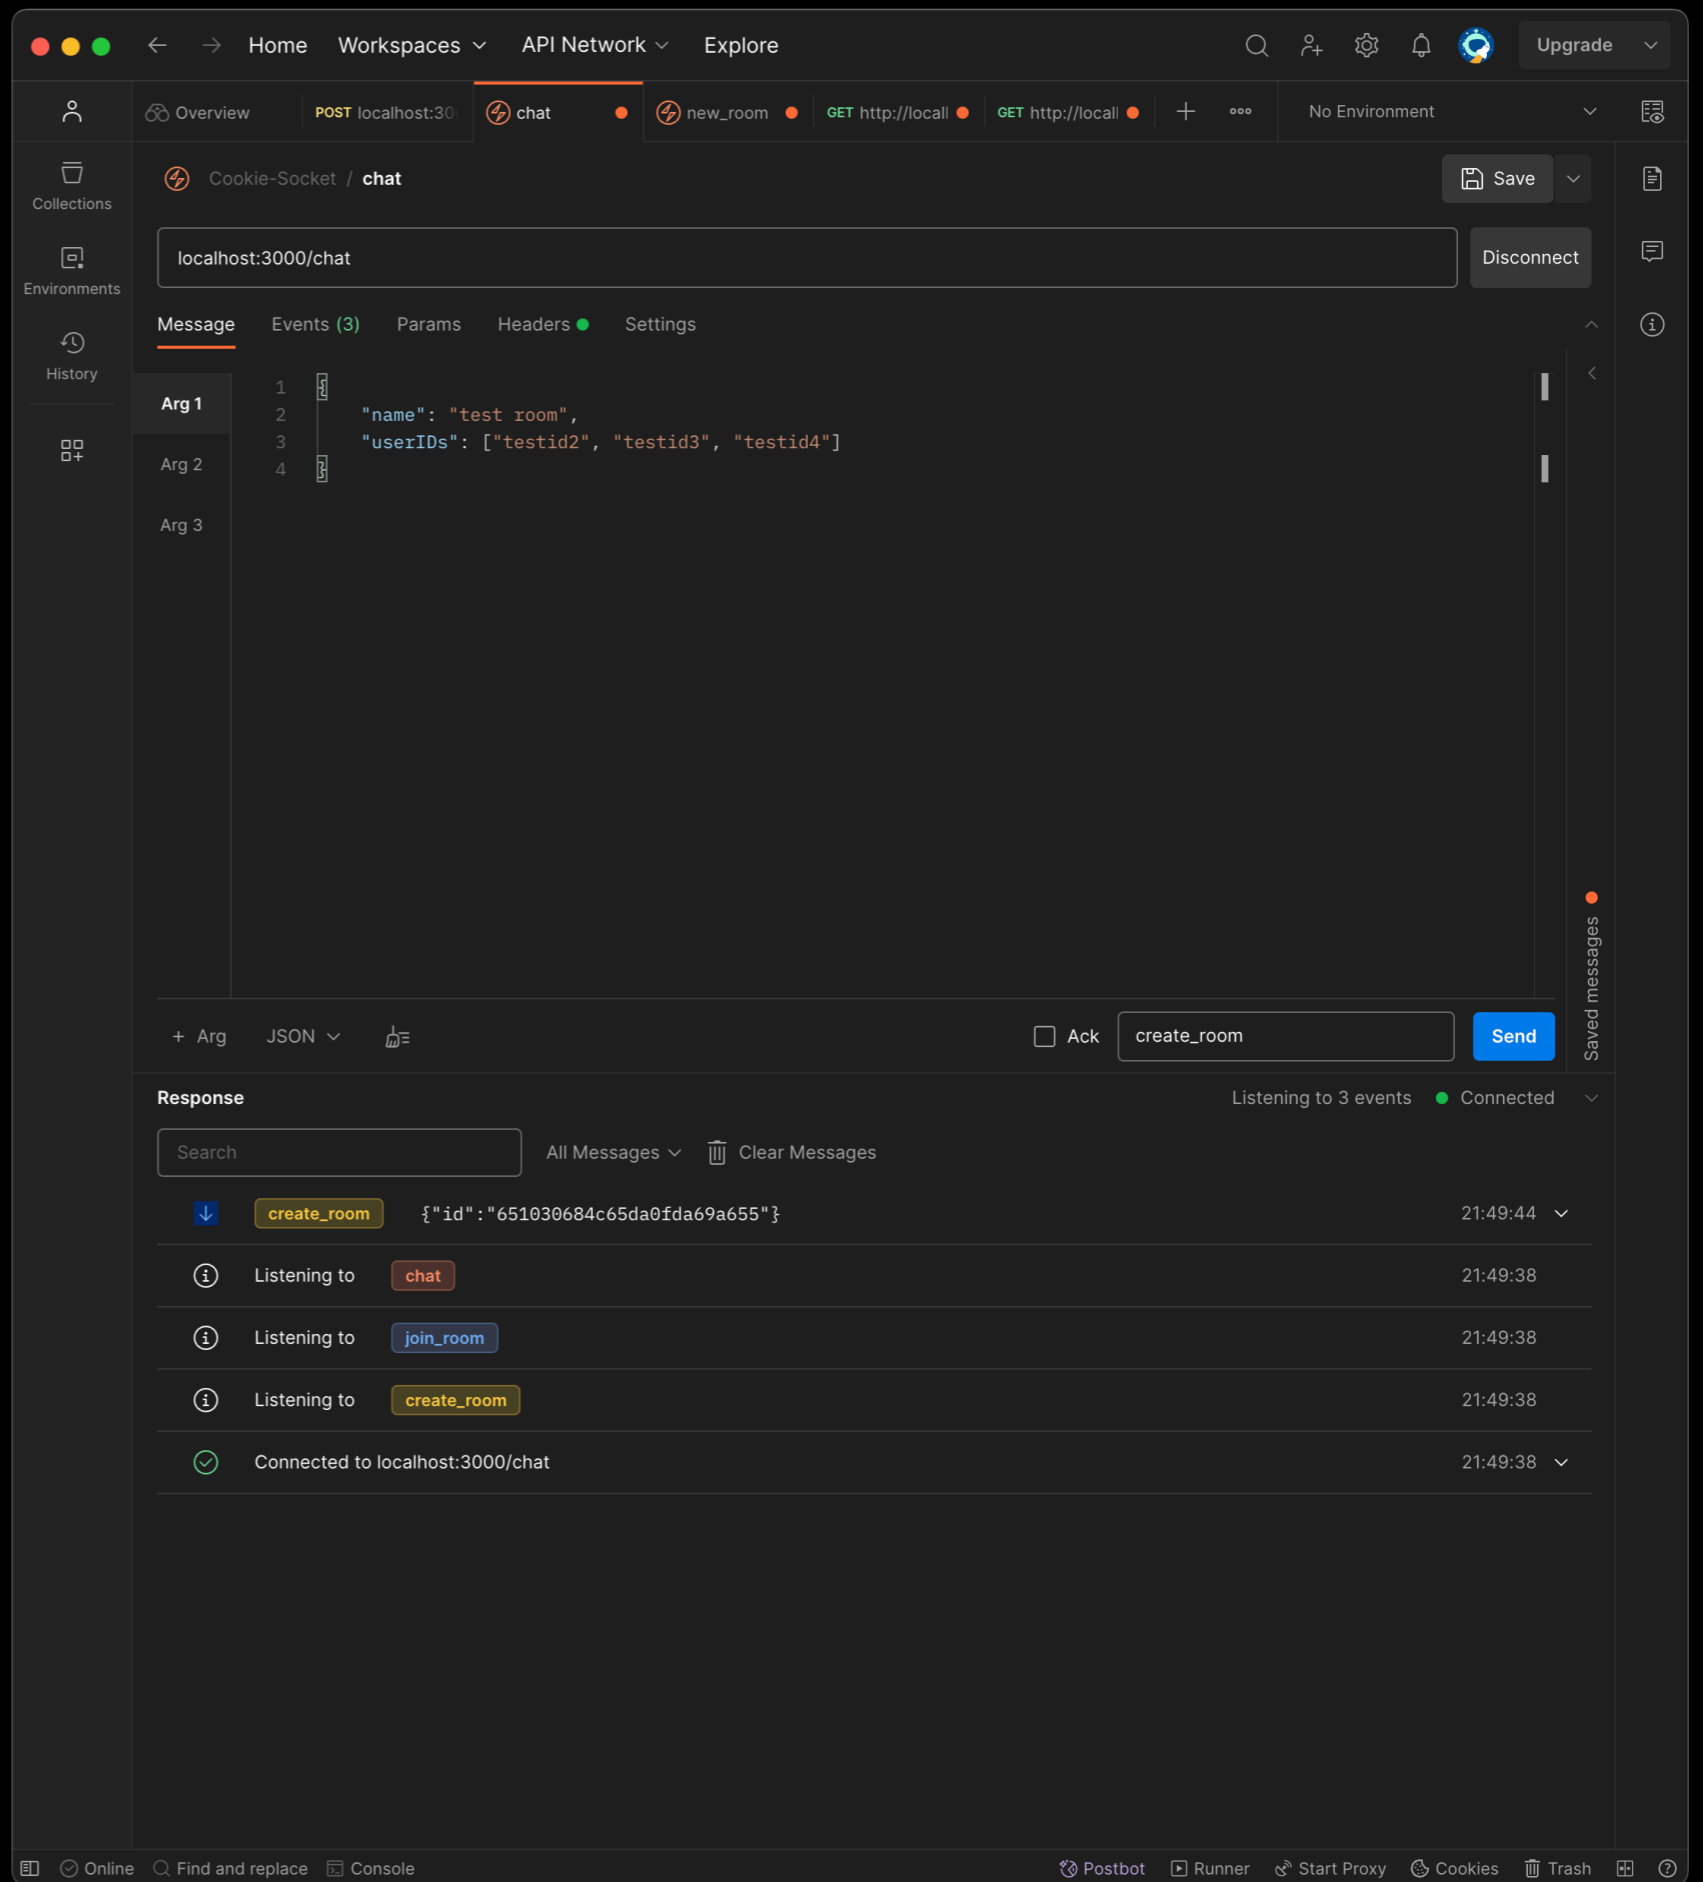 Home Workspaces API Network Explore Upgrade
Overview POST localhost:30 chat new_room GET http://local GET http://local No Environment
Cookie-Socket / chat Save
Collections
localhost:3000/chat Disconnect
Environments
Message Events (3) Params Headers Settings
History
Arg 1
Arg 2
Arg 3
1 {
2 "name": "test room",
3 "userIDs": ["testid2", "testid3", "testid4"]
4 }
Saved messages
+ Arg JSON Ack create_room Send
Response Listening to 3 events Connected
Search All Messages Clear Messages
create_room {"id":"651030684c65da0fda69a655"} 21:49:44
Listening to chat 21:49:38
Listening to join_room 21:49:38
Listening to create_room 21:49:38
Connected to localhost:3000/chat 21:49:38
Online Find and replace Console Postbot Runner Start Proxy Cookies Trash